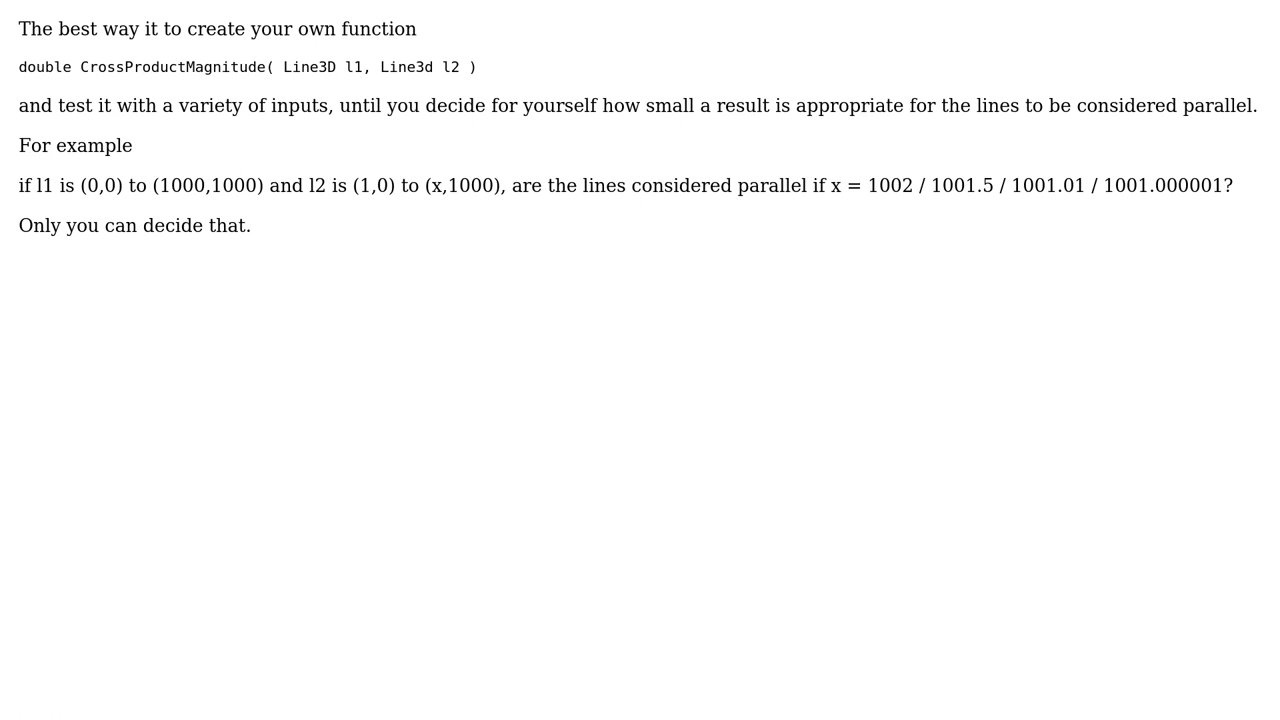 The best way it to create your own function
double CrossProductMagnitude( Line3D l1, Line3d l2 )
and test it with a variety of inputs, until you decide for yourself how small a result is appropriate for the lines to be considered parallel.
For example
if l1 is (0,0) to (1000,1000) and l2 is (1,0) to (x,1000), are the lines considered parallel if x = 1002 / 1001.5 / 1001.01 / 1001.000001?
Only you can decide that.